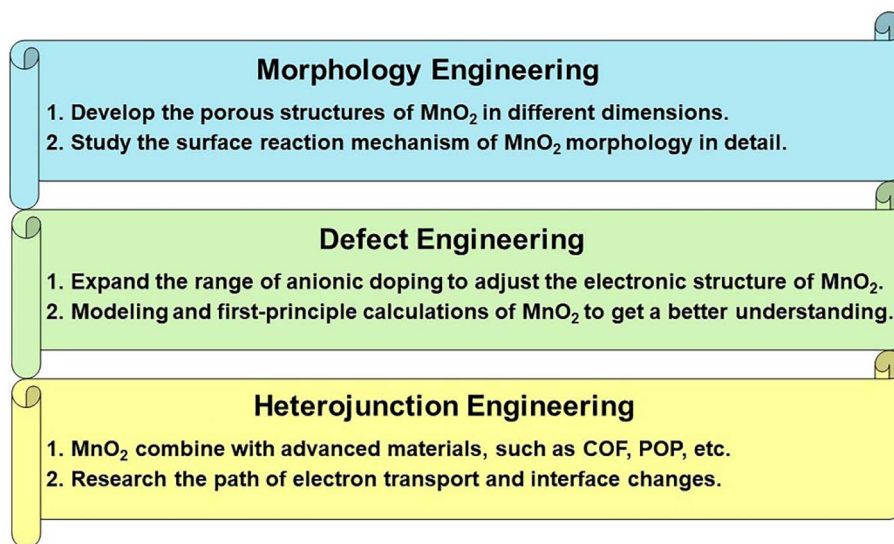 Morphology Engineering
1. Develop the porous structures of MnO₂ in different dimensions.
2. Study the surface reaction mechanism of MnO₂ morphology in detail.
Defect Engineering
1. Expand the range of anionic doping to adjust the electronic structure of MnO₂.
2. Modeling and first-principle calculations of MnO₂ to get a better understanding.
Heterojunction Engineering
1. MnO₂ combine with advanced materials, such as COF, POP, etc.
2. Research the path of electron transport and interface changes.